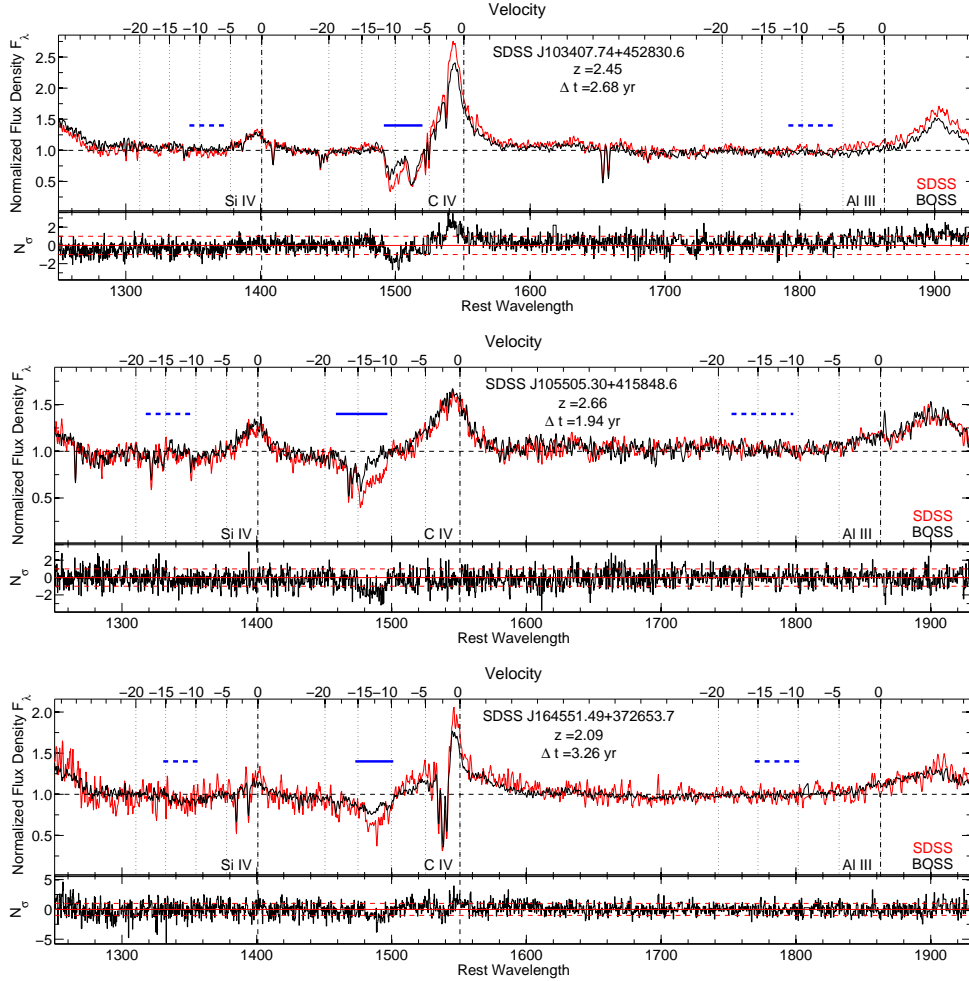 Velocity
−20 −15 −10 −5 0 −20 −15 −10 −5 0 −20 −15 −10 −5 0
Normalized Flux Density Fλ
2.5
2.0
1.5
1.0
0.5
SDSS J103407.74+452830.6
z =2.45
Δ t =2.68 yr
Si IV C IV Al III
SDSS
BOSS
Nσ
2
0
−2
1300 1400 1500 1600 1700 1800 1900
Rest Wavelength
Velocity
−20 −15 −10 −5 0 −20 −15−10 −5 0 −20 −15 −10 −5 0
Normalized Flux Density Fλ
1.5
1.0
0.5
SDSS J105505.30+415848.6
z =2.66
Δ t =1.94 yr
Si IV C IV Al III
SDSS
BOSS
Nσ
2
0
−2
1300 1400 1500 1600 1700 1800 1900
Rest Wavelength
Velocity
−20 −15 −10 −5 0 −20 −15−10 −5 0 −20 −15 −10 −5 0
Normalized Flux Density Fλ
2.0
1.5
1.0
0.5
SDSS J164551.49+372653.7
z =2.09
Δ t =3.26 yr
Si IV C IV Al III
SDSS
BOSS
Nσ
5
0
−5
1300 1400 1500 1600 1700 1800 1900
Rest Wavelength